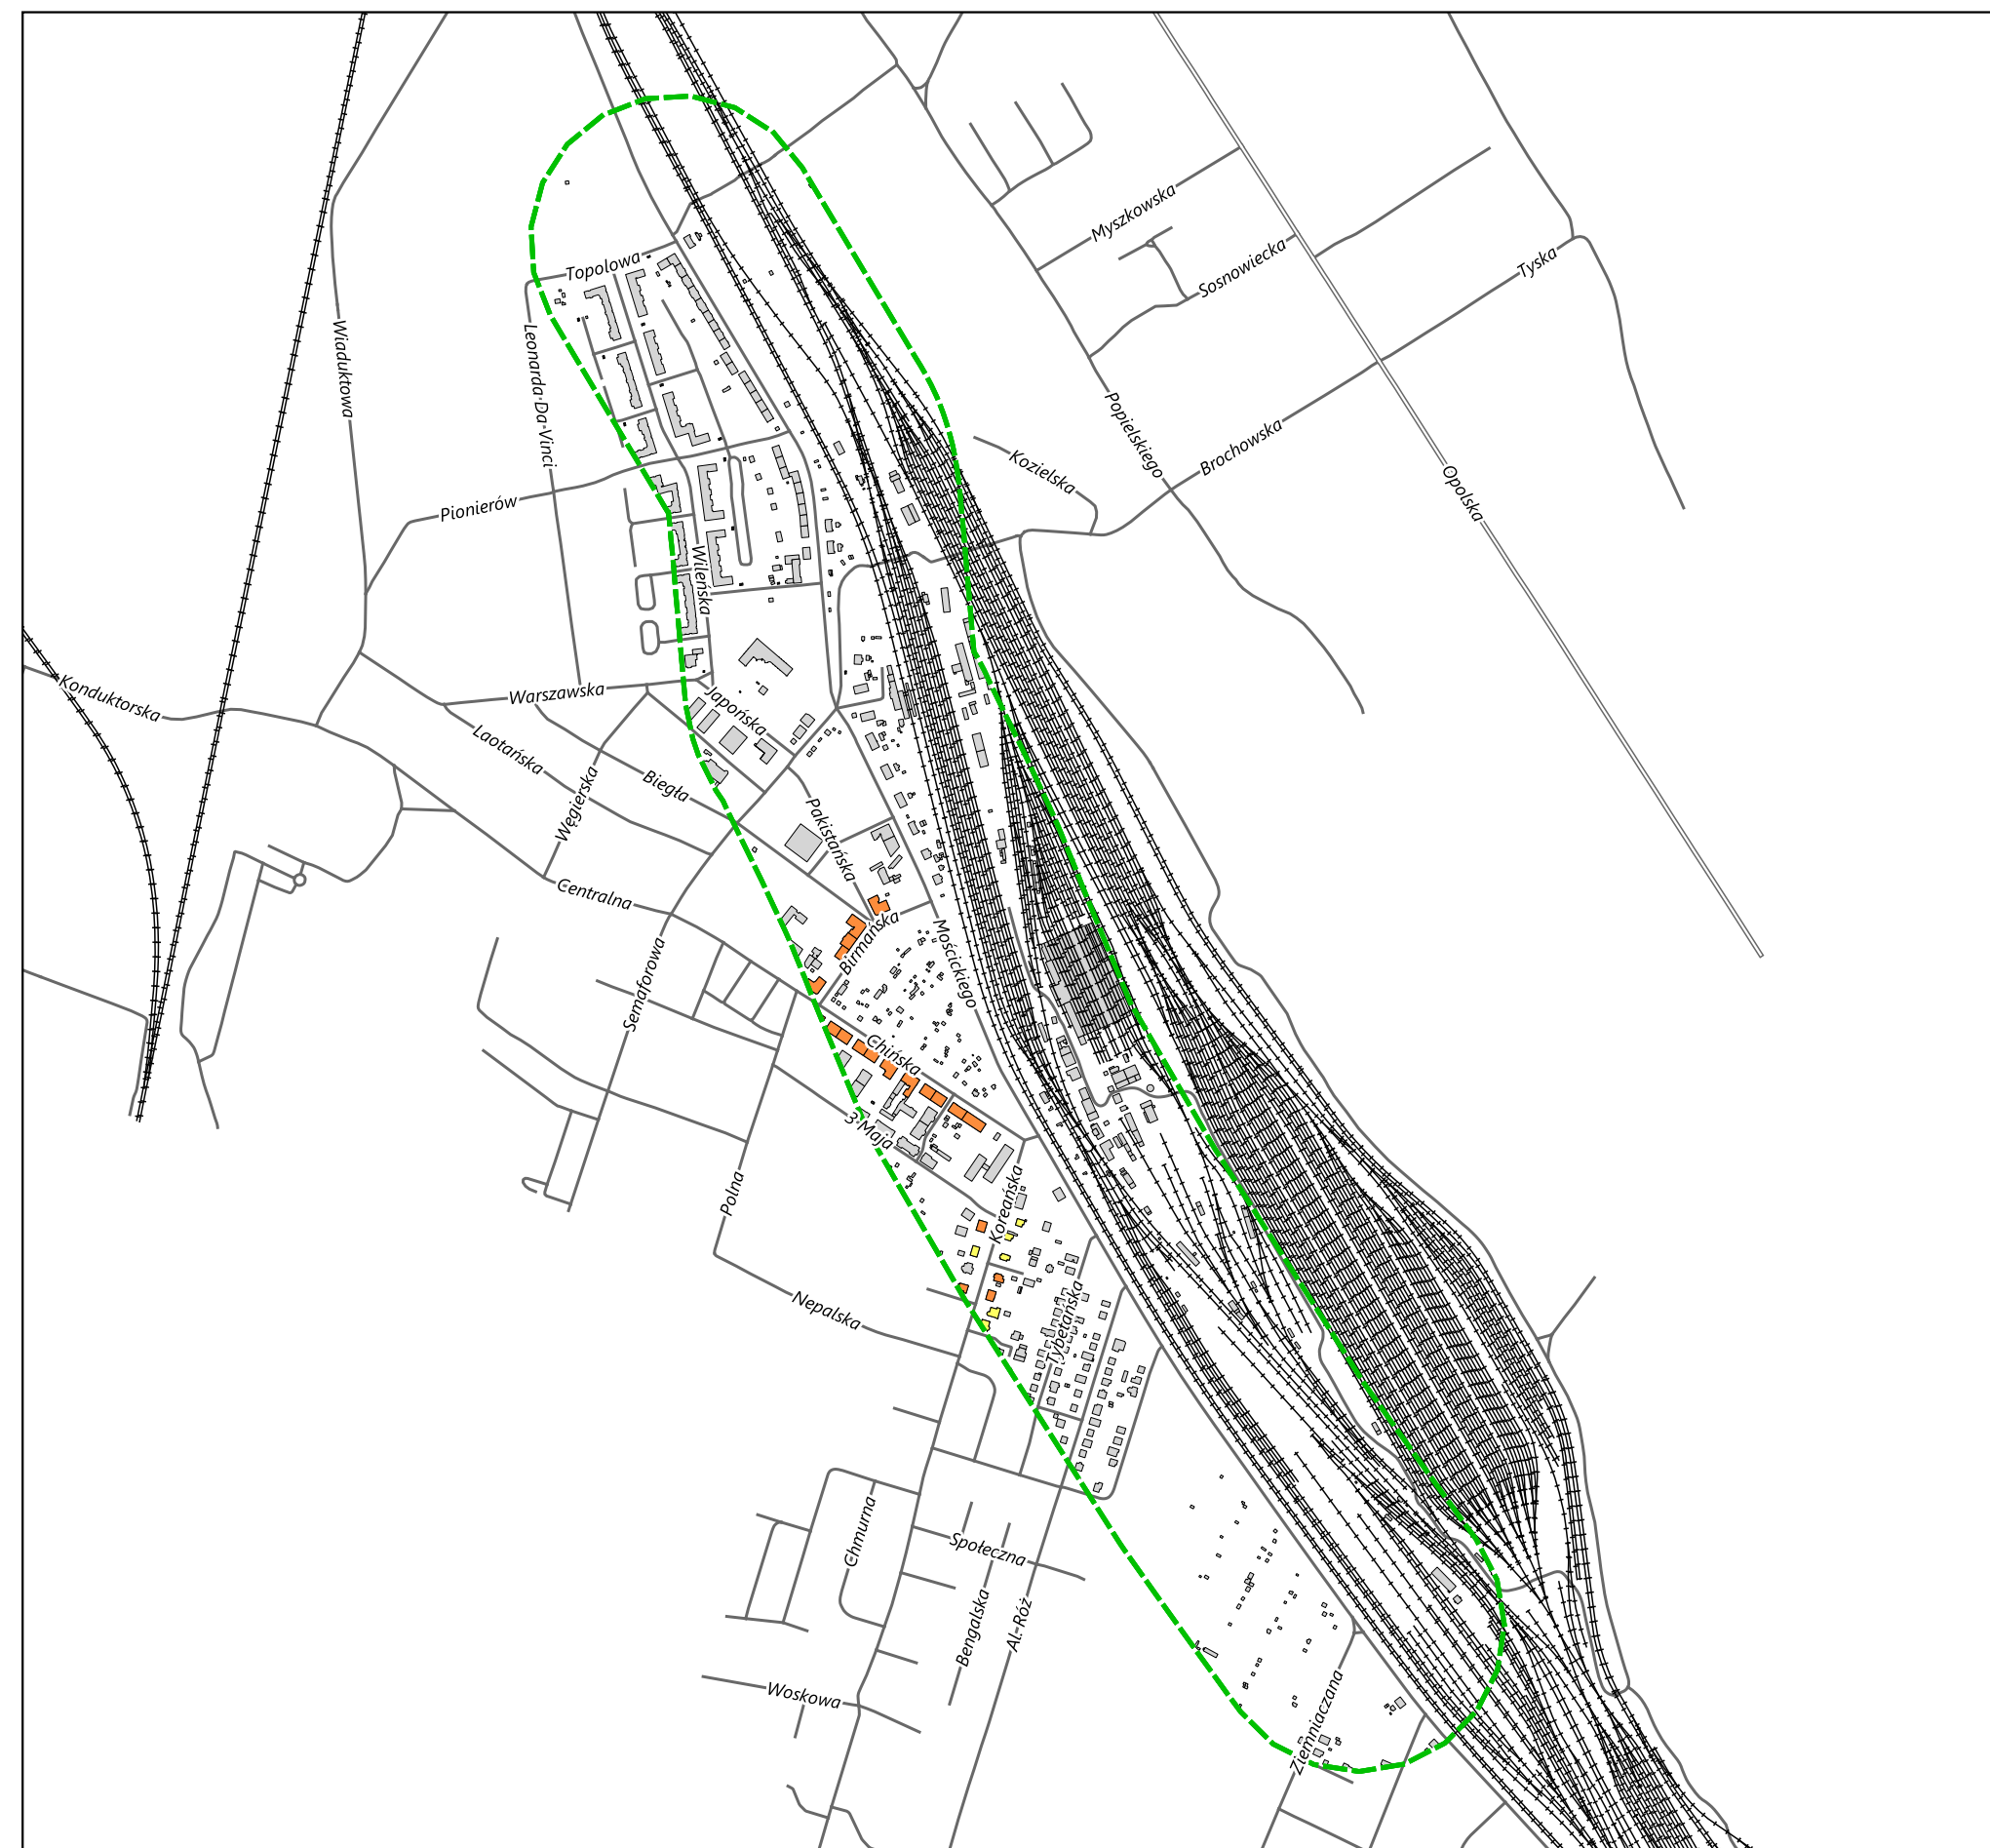 Myszkowska
Sosnowiecka
Tyska
Topolowa
Wiaduktowa
Leonarda-Da-Vinci
Popielskiego
Brochowska
Kozielska
Opolska
Pionierów
Wileńska
Konduktorska
Warszawska
Japońska
Laotańska
Biegła
Węgierska
Pakistańska
Centralna
Birmańska
Mościckiego
Semaforowa
Chińska
3-Maja
Polna
Koreańska
Nepalska
Tybetańska
Chmurna
Społeczna
Bengalska
Al-Róż
Woskowa
Ziemniaczana